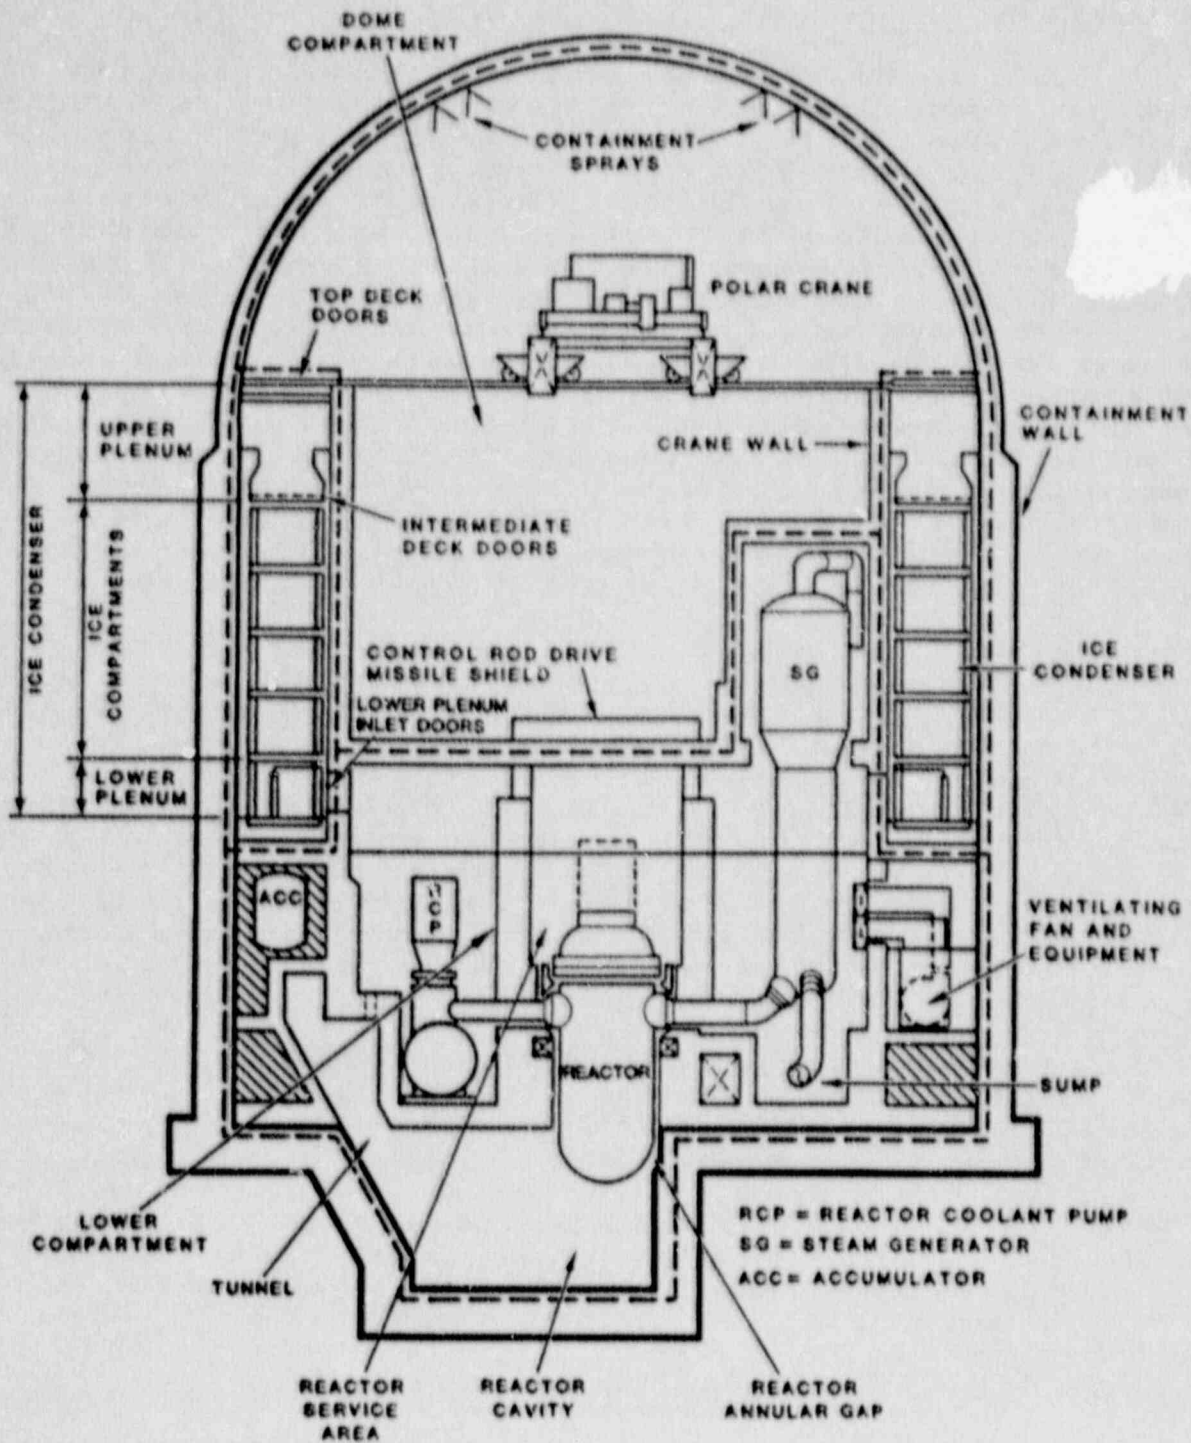 DOME
COMPARTMENT
CONTAINMENT
SPRAYS
POLAR CRANE
TOP DECK
DOORS
UPPER
PLENUM
CRANE WALL
CONTAINMENT
WALL
INTERMEDIATE
DECK DOORS
ICE CONDENSER
ICE
COMPARTMENTS
CONTROL ROD DRIVE
MISSILE SHIELD
LOWER PLENUM
INLET DOORS
SG
ICE
CONDENSER
LOWER
PLENUM
ACC
RCP
VENTILATING
FAN AND
EQUIPMENT
REACTOR
SUMP
LOWER
COMPARTMENT
TUNNEL
RCP = REACTOR COOLANT PUMP
SG = STEAM GENERATOR
ACC = ACCUMULATOR
REACTOR
SERVICE
AREA
REACTOR
CAVITY
REACTOR
ANNULAR GAP